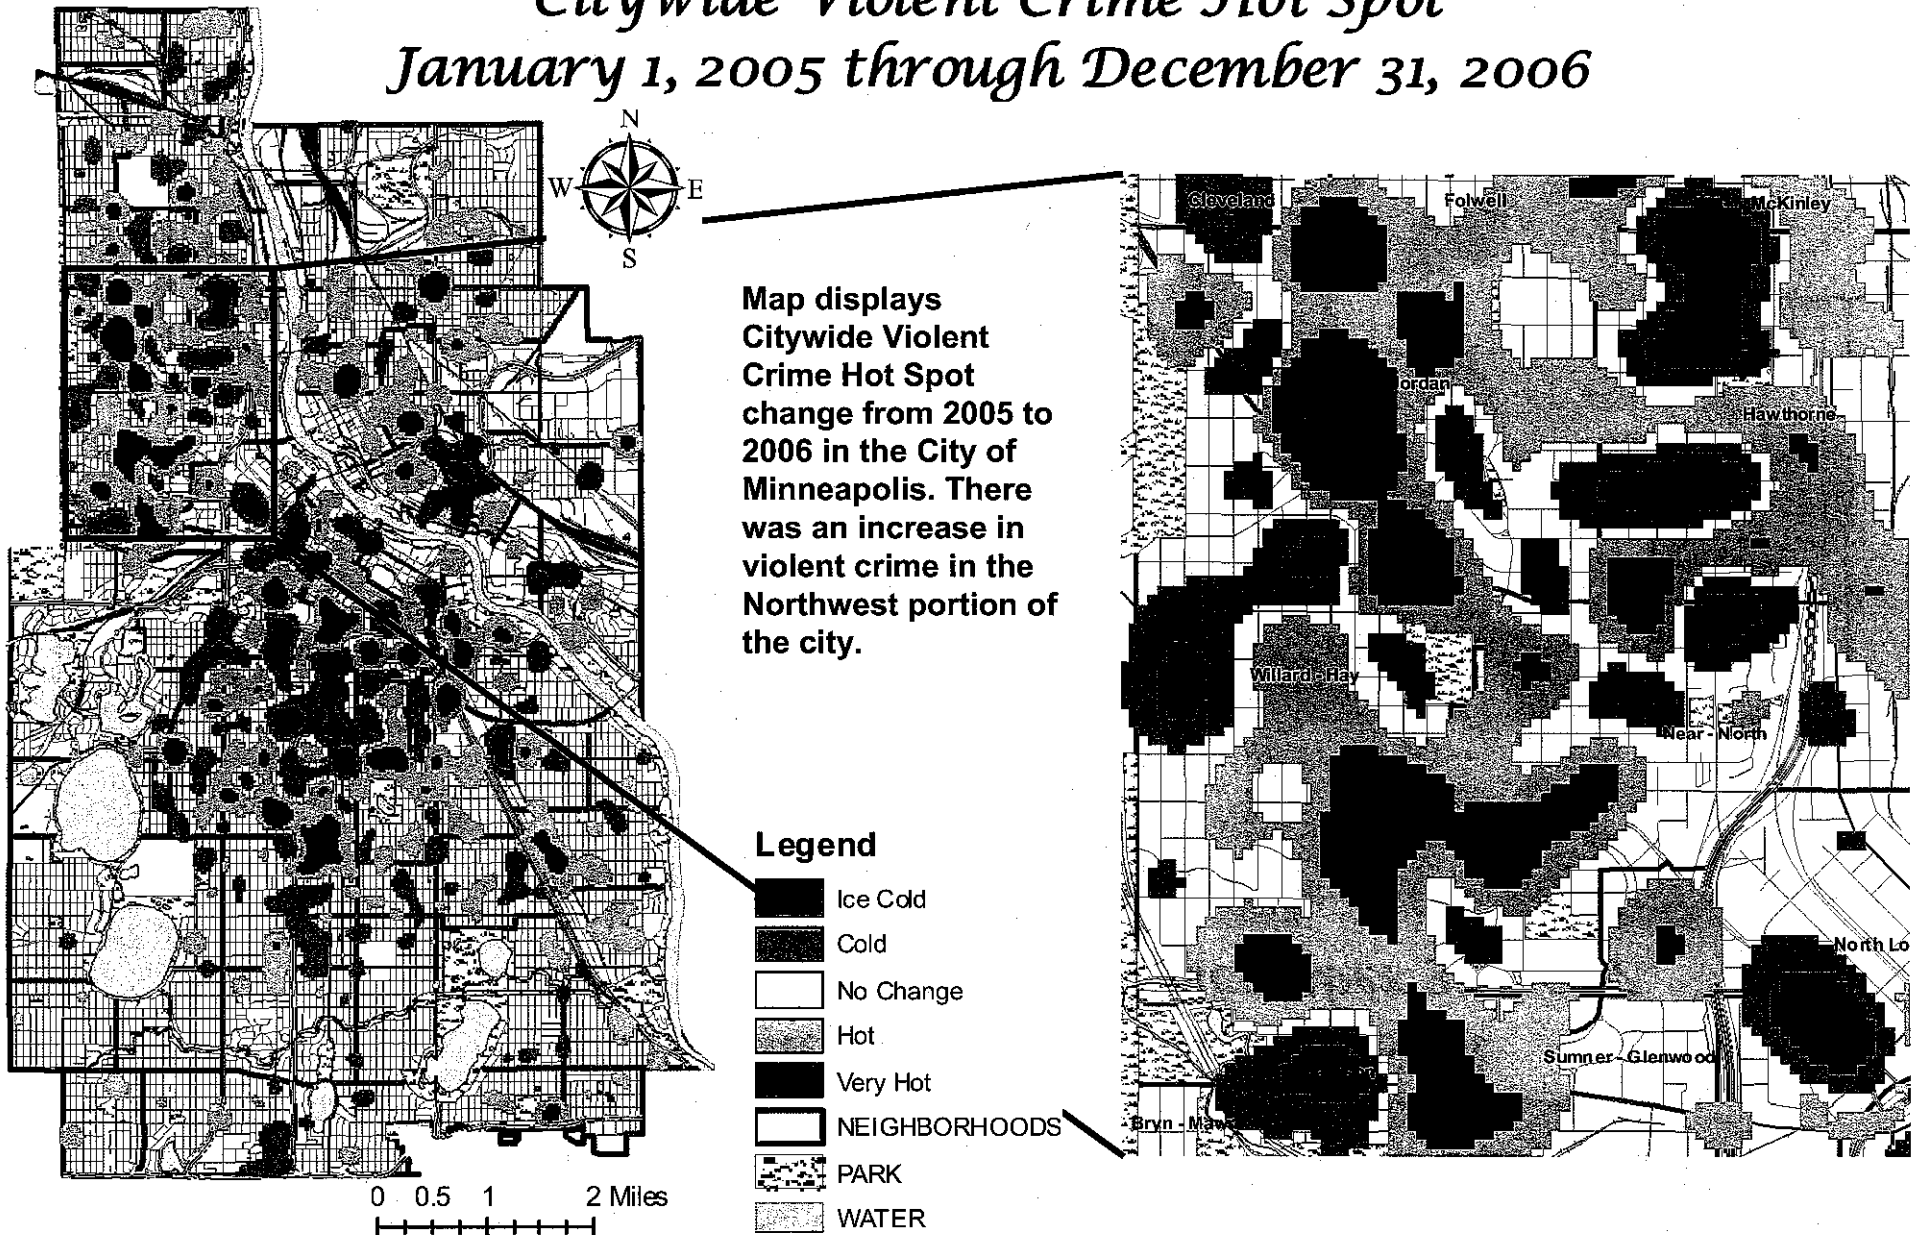 Citywide Violent Crime Hot Spot
January 1, 2005 through December 31, 2006
N
W
E
S
Map displays
Citywide Violent
Crime Hot Spot
change from 2005 to
2006 in the City of
Minneapolis. There
was an increase in
violent crime in the
Northwest portion of
the city.
Legend
Ice Cold
Cold
No Change
Hot
Very Hot
NEIGHBORHOODS
PARK
WATER
0 0.5 1 2 Miles
Cleveland
Folwell
McKinley
ordan
Hawthorne
Willard - Hay
Near - North
North Lo
Sumner - Glenwood
Bryn - Maw